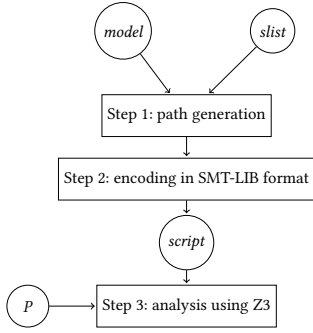 model
slist
Step 1: path generation
Step 2: encoding in SMT-LIB format
script
P
Step 3: analysis using Z3